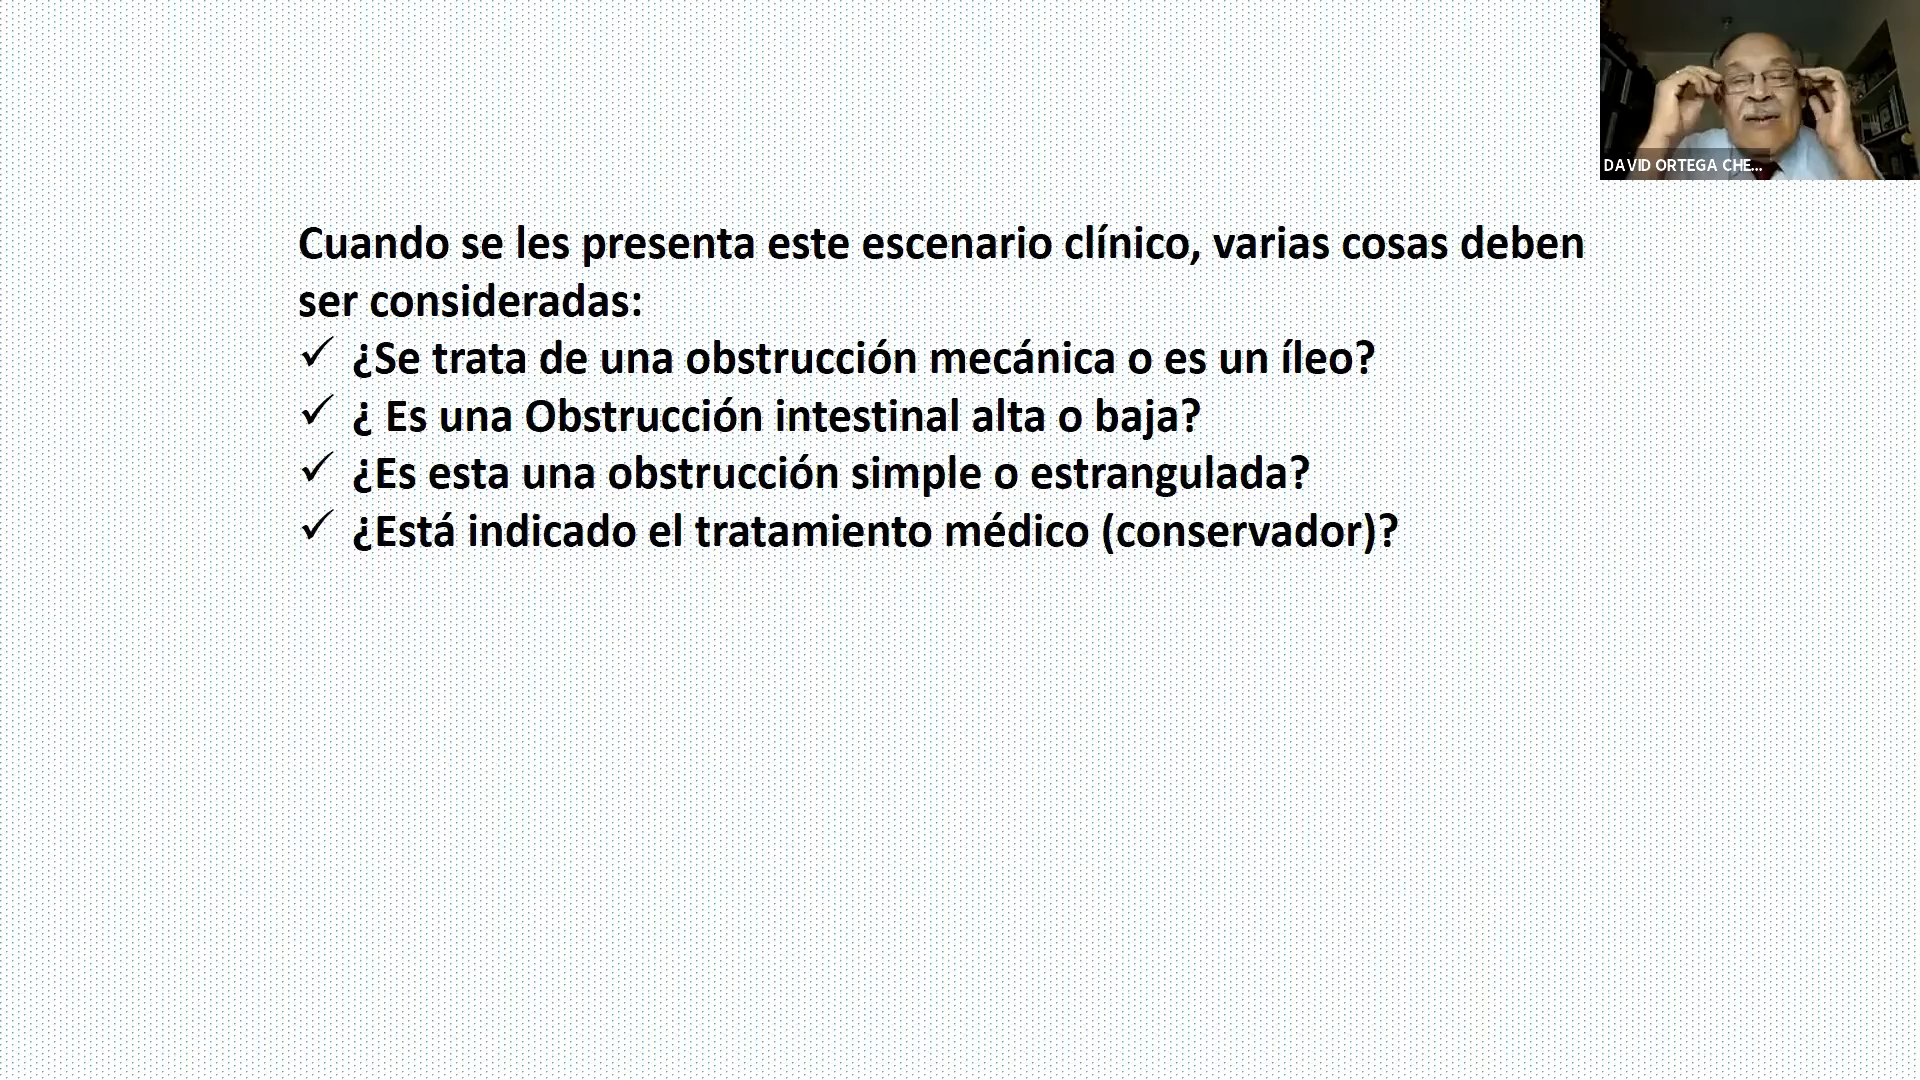 DAVID ORTEGA CHE...
Cuando se les presenta este escenario clínico, varias cosas deben
ser consideradas:
✓ ¿Se trata de una obstrucción mecánica o es un íleo?
✓ ¿ Es una Obstrucción intestinal alta o baja?
✓ ¿Es esta una obstrucción simple o estrangulada?
✓ ¿Está indicado el tratamiento médico (conservador)?